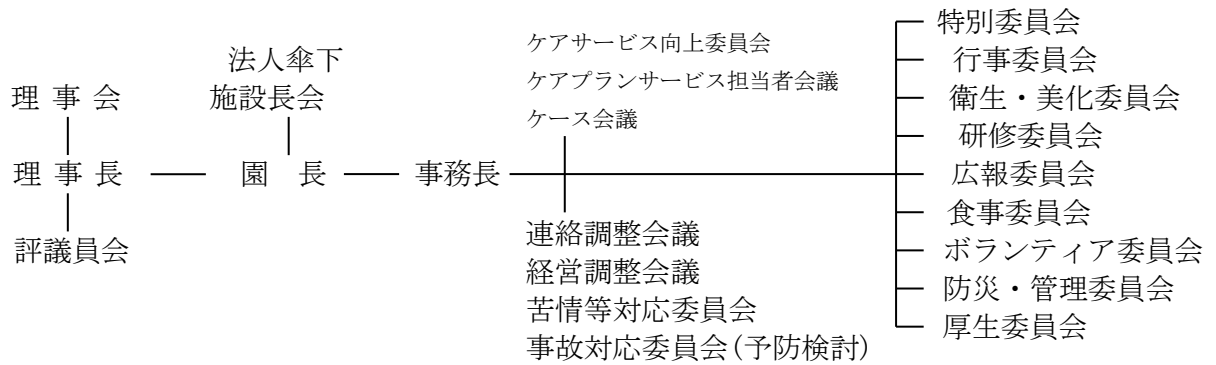 理事会
理事長
評議員会
法人傘下
施設長会
園長
事務長
ケアサービス向上委員会
ケアプランサービス担当者会議
ケース会議
連絡調整会議
経営調整会議
苦情等対応委員会
事故対応委員会(予防検討)
特別委員会
行事委員会
衛生・美化委員会
研修委員会
広報委員会
食事委員会
ボランティア委員会
防災・管理委員会
厚生委員会